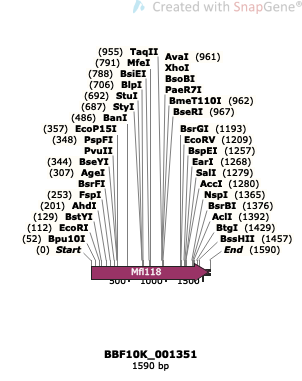 Created with SnapGene®
(955) TaqII AvaI (961)
(791) MfeI XhoI
(788) BsiEI BsoBI
(706) BlpI PaeR7I
(692) StuI BmeT110I (962)
(687) StyI BseRI (967)
(486) BanI
(357) EcoP15I BsrGI (1193)
(348) PspFI EcoRV (1209)
PvuII BspEI (1257)
(344) BseYI EarI (1268)
(307) AgeI SalI (1279)
BsrFI AccI (1280)
(253) FspI NspI (1365)
(201) AhdI BsrBI (1376)
(129) BstYI AclI (1392)
(112) EcoRI BtgI (1429)
(52) Bpu10I BssHII (1457)
(0) Start End (1590)
Mfl118
500 1000 1500
BBF10K_001351
1590 bp